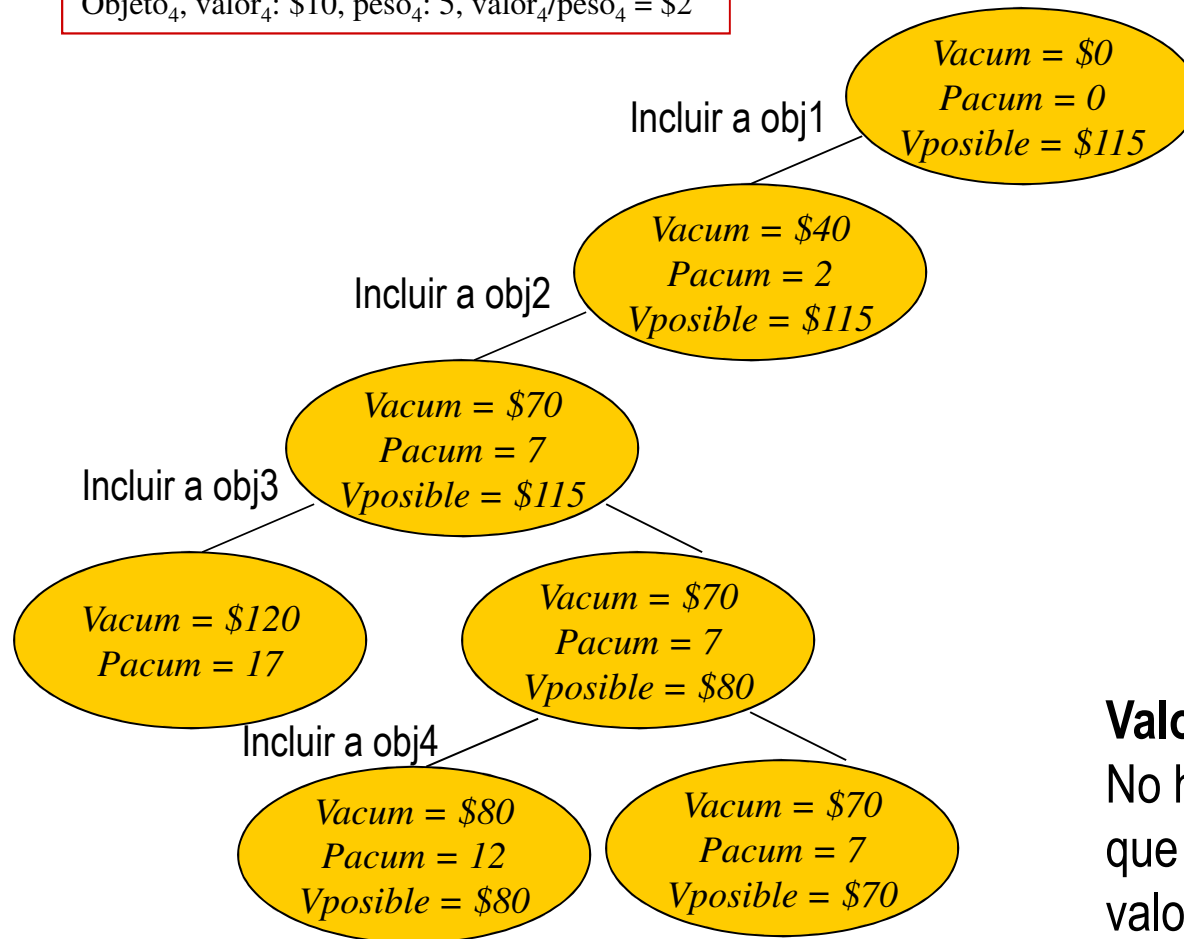 Objeto₄, valor₄: $10, peso₄: 5, valor₄/peso₄ = $2
Vacum = $0
Pacum = 0
Vposible = $115
Incluir a obj1
Vacum = $40
Pacum = 2
Vposible = $115
Incluir a obj2
Vacum = $70
Pacum = 7
Vposible = $115
Incluir a obj3
Vacum = $120
Pacum = 17
Vacum = $70
Pacum = 7
Vposible = $80
Incluir a obj4
Vacum = $80
Pacum = 12
Vposible = $80
Vacum = $70
Pacum = 7
Vposible = $70
No
que